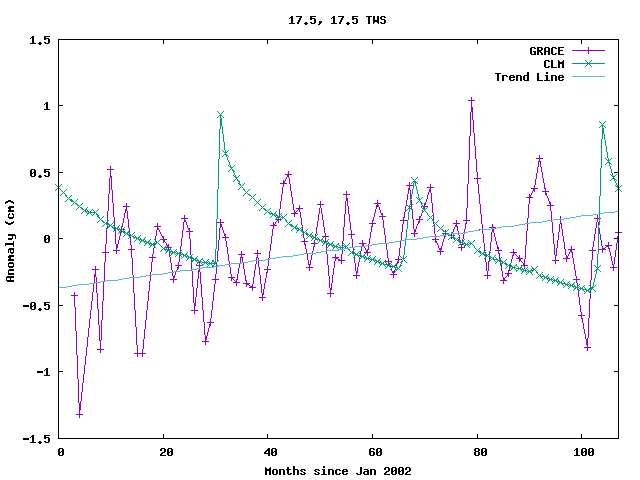 17.5, 17.5 TWS
GRACE
CLM
Trend Line
1.5
1
0.5
0
-0.5
-1
-1.5
Anomaly (cm)
0 20 40 60 80 100
Months since Jan 2002